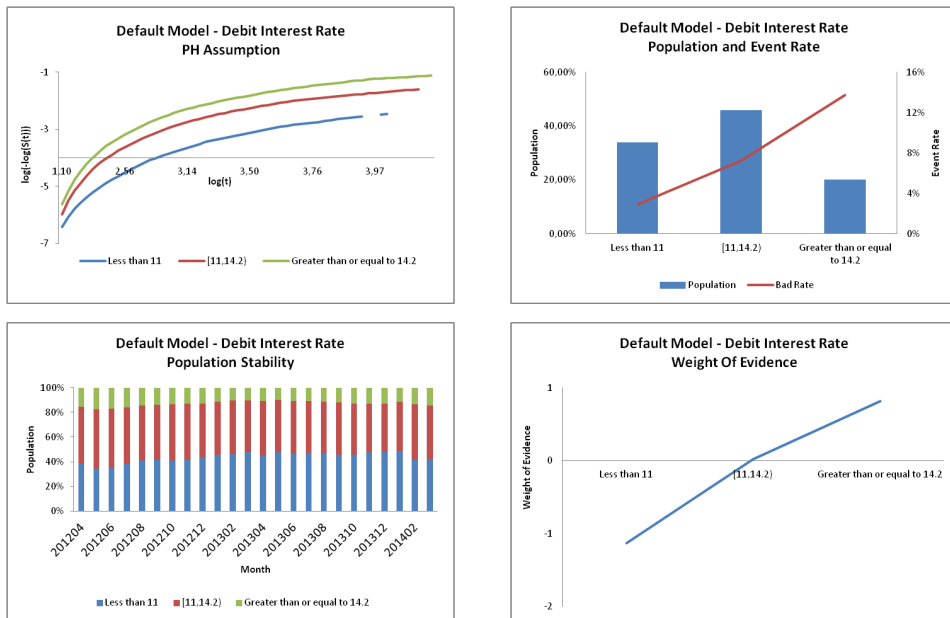 Default Model - Debit Interest Rate
PH Assumption
-1
-3
-5
-7
log[-log(S(t))]
1,10
2,56
3,14
3,50
3,76
3,97
log(t)
Less than 11
[11,14.2)
Greater than or equal to 14.2
Default Model - Debit Interest Rate
Population and Event Rate
60,00%
40,00%
20,00%
0,00%
Population
16%
12%
8%
4%
0%
Event Rate
Less than 11
[11,14.2)
Greater than or equal
to 14.2
Population
Bad Rate
Default Model - Debit Interest Rate
Population Stability
100%
80%
60%
40%
20%
0%
Population
201204
201206
201208
201210
201212
201302
201304
201306
201308
201310
201312
201402
Month
Less than 11
[11,14.2)
Greater than or equal to 14.2
Default Model - Debit Interest Rate
Weight Of Evidence
1
0
-1
-2
Weight of Evidence
Less than 11
[11,14.2)
Greater than or equal to 14.2